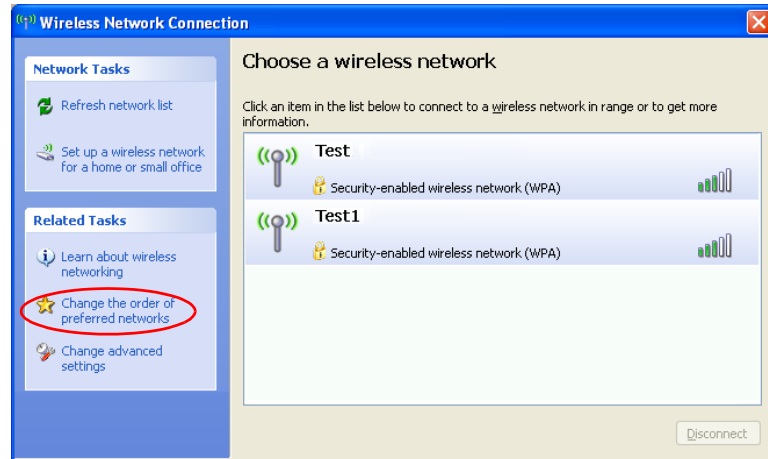 Wireless Network Connection
Network Tasks
Refresh network list
Set up a wireless network
for a home or small office
Related Tasks
Learn about wireless
networking
Change the order of
preferred networks
Change advanced
settings
Choose a wireless network
Click an item in the list below to connect to a wireless network in range or to get more
information.
Test
Security-enabled wireless network (WPA)
Test1
Security-enabled wireless network (WPA)
Disconnect